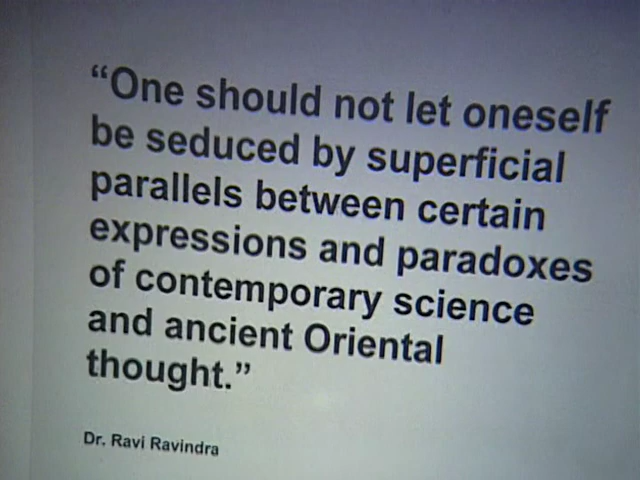 “One should not let oneself
be seduced by superficial
parallels between certain
expressions and paradoxes
of contemporary science
and ancient Oriental
thought.”
Dr. Ravi Ravindra